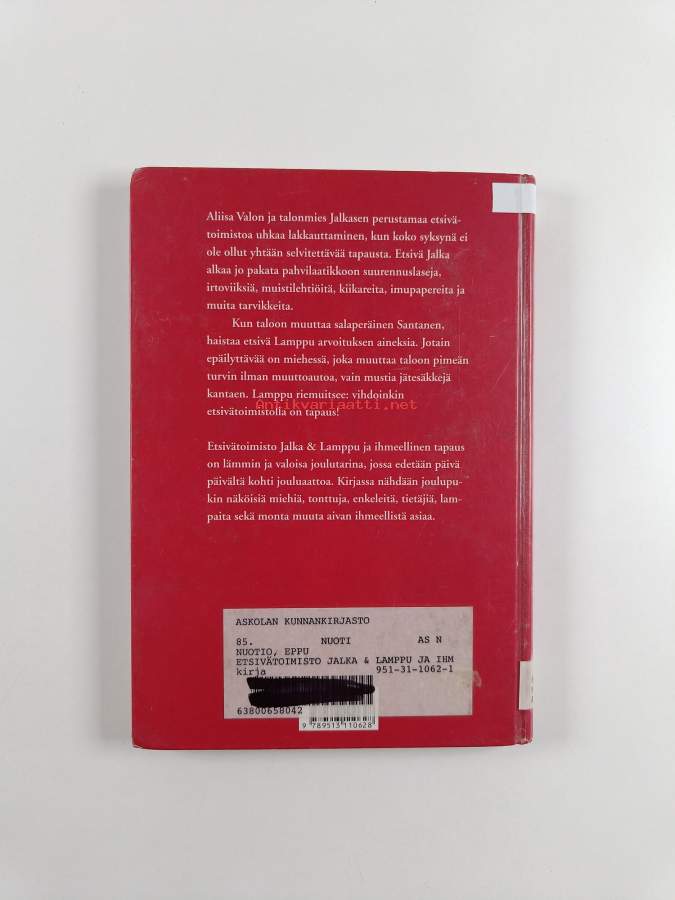 Aliisa Valon ja talonmies Jalkasen perustamaa etsivä-
toimistoa uhkaa lakkauttaminen, kun koko syksynä ei
ole ollut yhtään selvitettävää tapausta. Etsivä Jalka
alkaa jo pakata pahvilaatikkoon suurennuslaseja,
irtoviiksiä, muistilehtiöitä, kiikareita, imupapereita ja
muita tarvikkeita.
Kun taloon muuttaa salaperäinen Santanen,
haistaa etsivä Lamppu arvoituksen aineksia. Jotain
epäilyttävää on miehessä, joka muuttaa taloon pimeän
turvin ilman muuttoautoa, vain mustia jätesäkkejä
kantaen. Lamppu riemuitsee: vihdoinkin
Antikvariaatti.net
etsivätoimistolla on tapaus!
Etsivätoimisto Jalka & Lamppu ja ihmeellinen tapaus
on lämmin ja valoisa joulutarina, jossa edetään päivä
päivältä kohti jouluaattoa. Kirjassa nähdään joulupu-
kin näköisiä miehiä, tonttuja, enkeleitä, tietäjiä, lam-
paita sekä monta muuta aivan ihmeellistä asiaa.
ASKOLAN KUNNANKIRJASTO
85. NUOTI AS N
NUOTIO, EPPU
ETSIVÄTOIMISTO JALKA & LAMPPU JA IHM
kirja 951-31-1062-1
63800658042
9 789513 110628